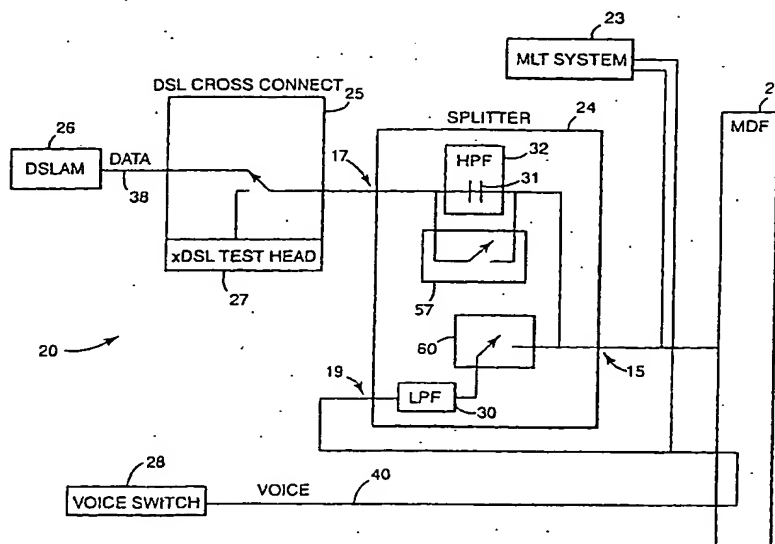 23
MLT SYSTEM
2
MDF
DSL CROSS CONNECT
25
SPLITTER
24
26
DSLAM
DATA
38
17
HPF
32
31
xDSL TEST HEAD
27
57
20
60
19
LPF
30
15
28
VOICE SWITCH
VOICE
40